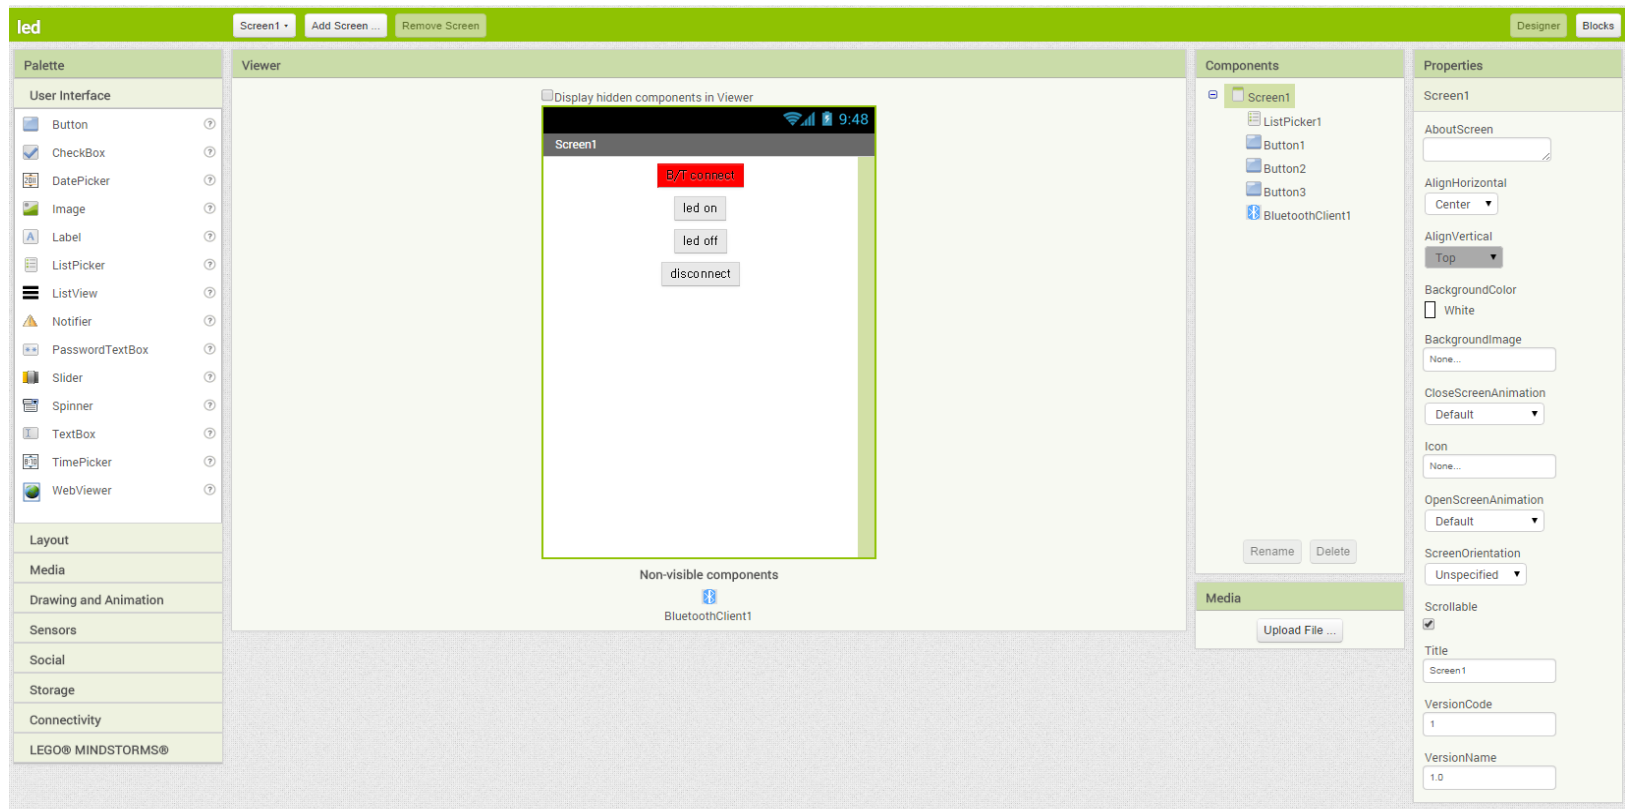 led
Screen1
Add Screen ...
Remove Screen
Designer
Blocks
Palette
User Interface
Button
CheckBox
DatePicker
Image
Label
ListPicker
ListView
Notifier
PasswordTextBox
Slider
Spinner
TextBox
TimePicker
WebViewer
Layout
Media
Drawing and Animation
Sensors
Social
Storage
Connectivity
LEGO® MINDSTORMS®
Viewer
Display hidden components in Viewer
9:48
Screen1
B/T connect
led on
led off
disconnect
Non-visible components
BluetoothClient1
Components
Screen1
ListPicker1
Button1
Button2
Button3
BluetoothClient1
Rename
Delete
Media
Upload File ...
Properties
Screen1
AboutScreen
AlignHorizontal
Center
AlignVertical
Top
BackgroundColor
White
BackgroundImage
None...
CloseScreenAnimation
Default
Icon
None...
OpenScreenAnimation
Default
ScreenOrientation
Unspecified
Scrollable
Title
Screen1
VersionCode
1
VersionName
1.0